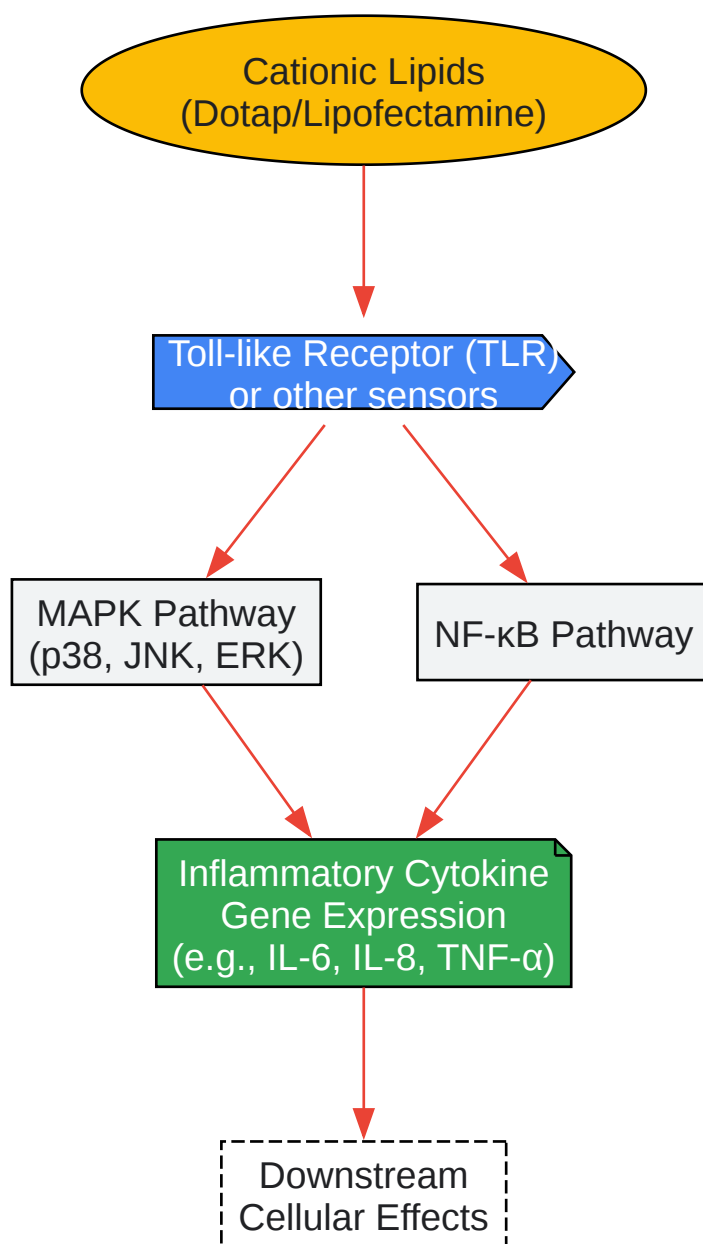 Cationic Lipids
(Dotap/Lipofectamine)
Toll-like Receptor (TLR)
or other sensors
MAPK Pathway
(p38, JNK, ERK)
NF-κB Pathway
Inflammatory Cytokine
Gene Expression
(e.g., IL-6, IL-8, TNF-α)
Downstream
Cellular Effects